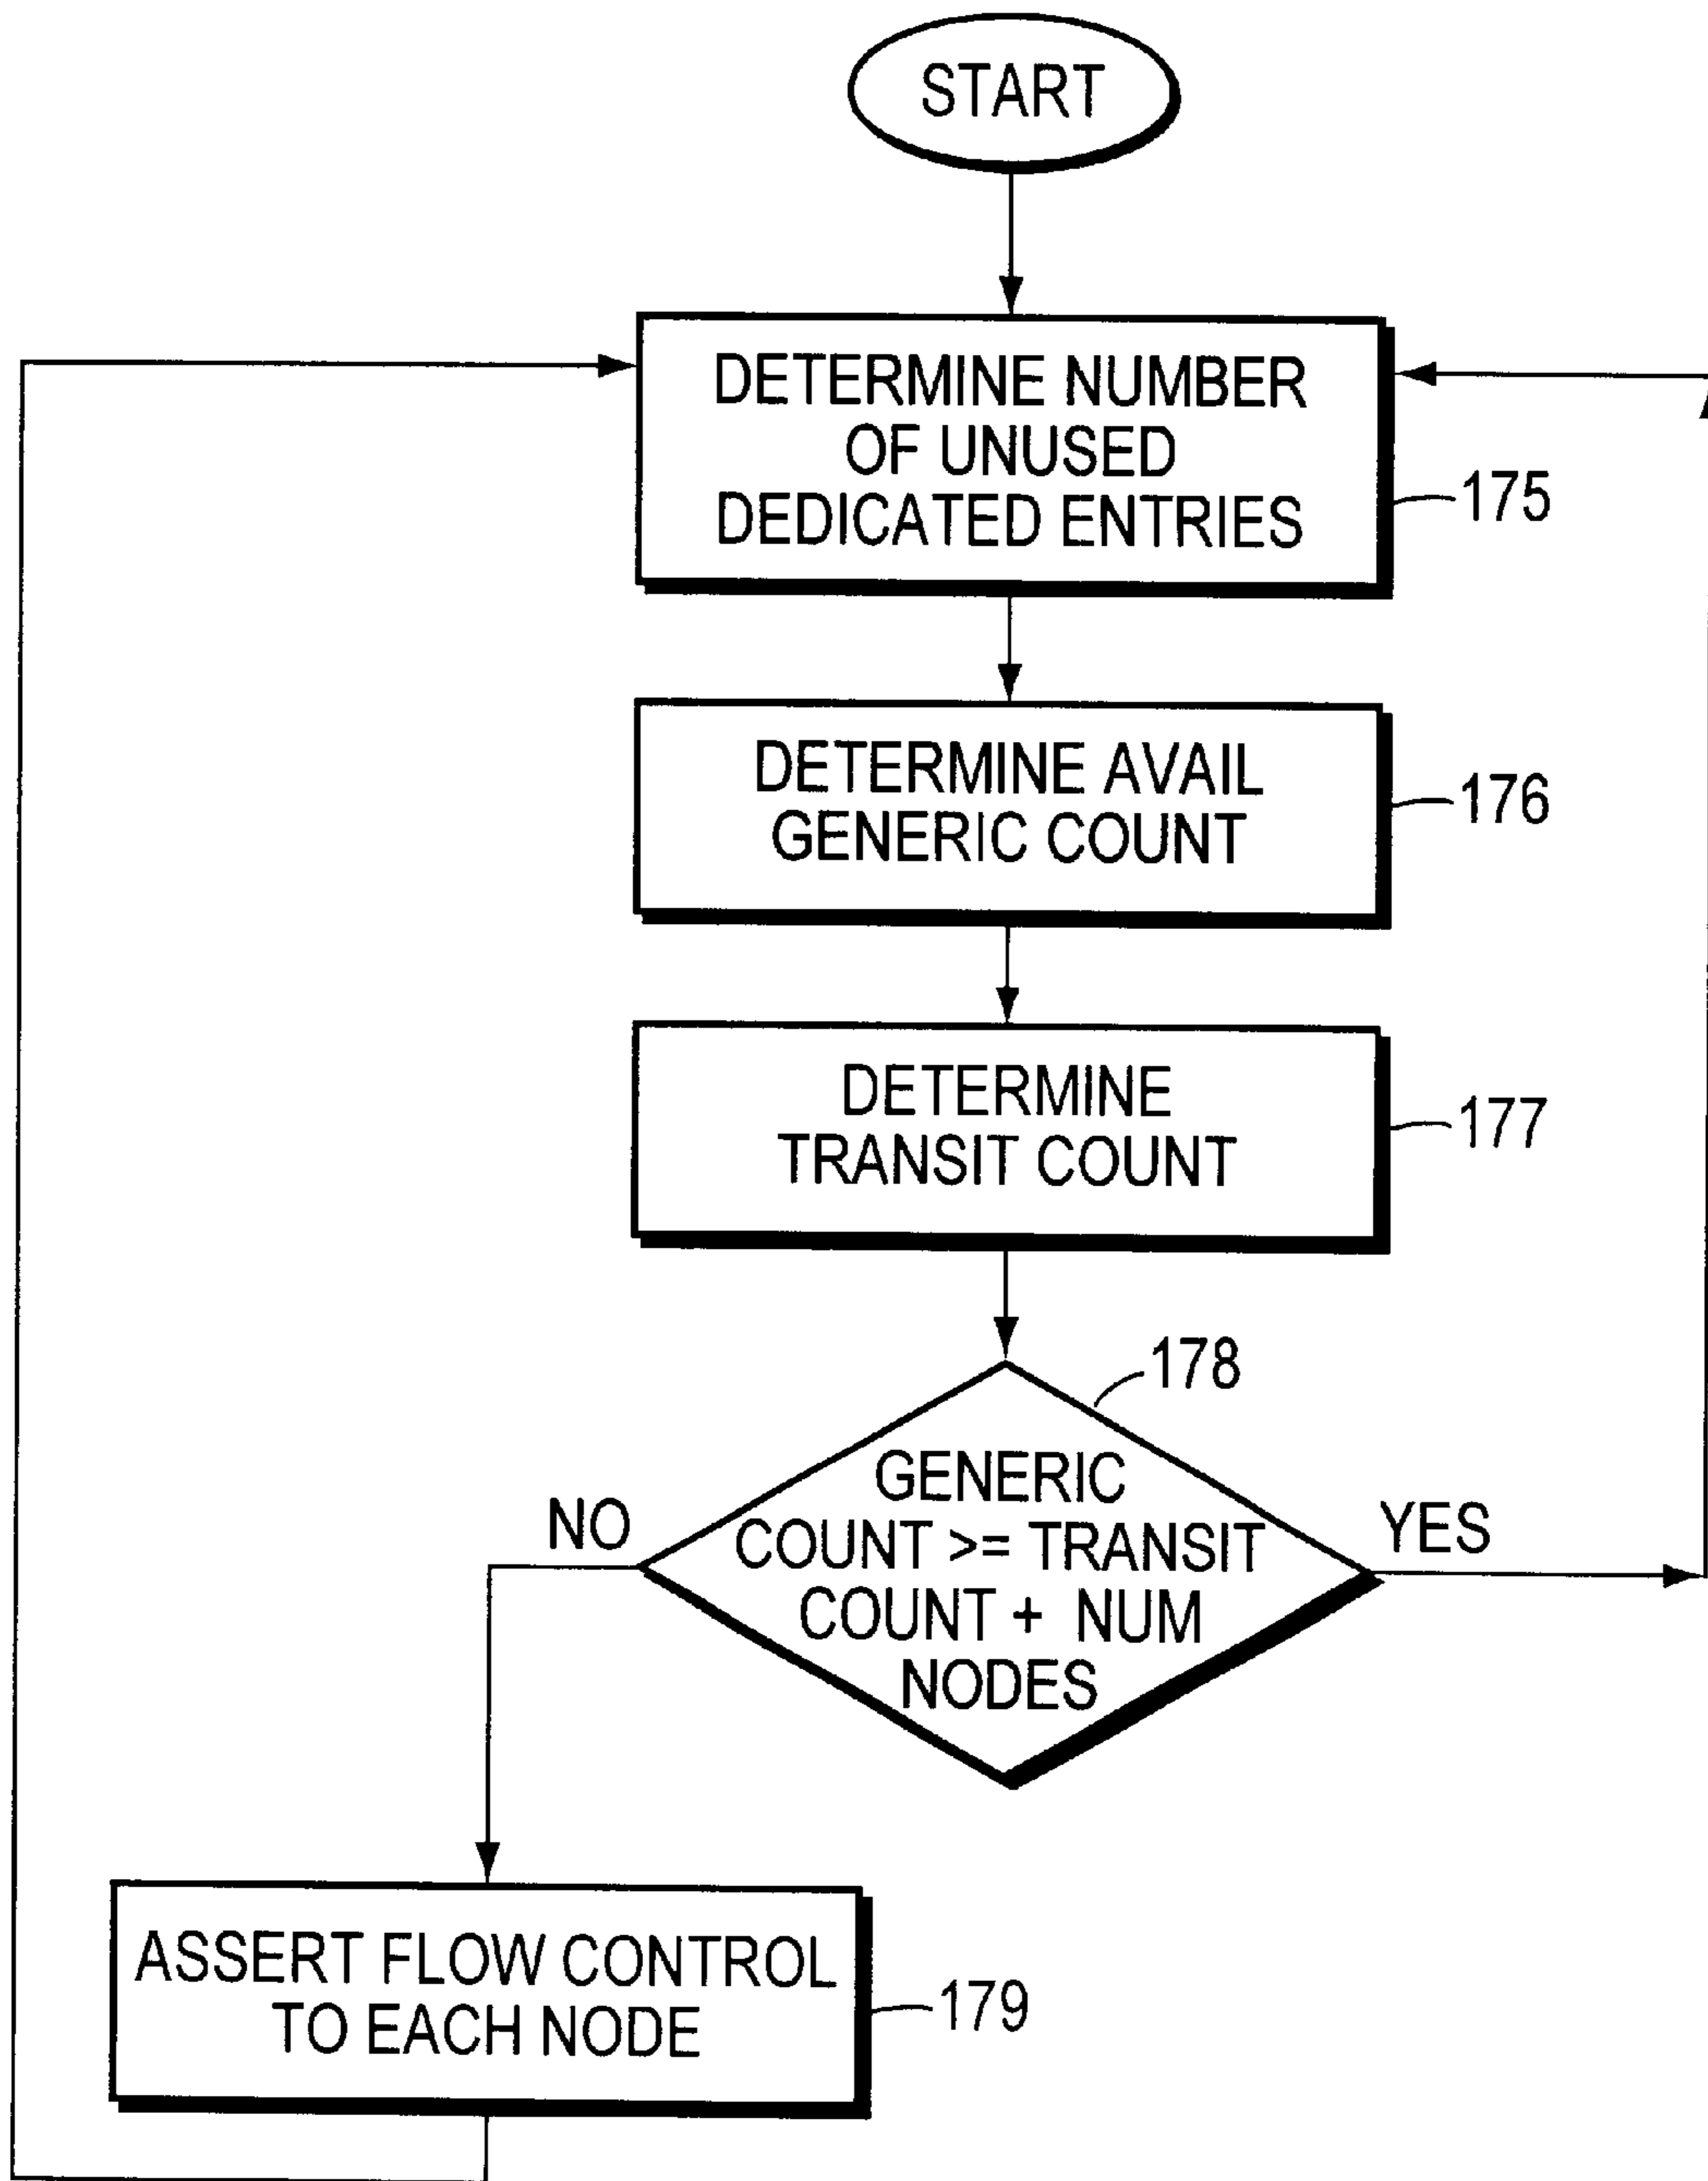 START
DETERMINE NUMBER
OF UNUSED
DEDICATED ENTRIES
175
DETERMINE AVAIL
GENERIC COUNT
176
DETERMINE
TRANSIT COUNT
177
178
GENERIC
COUNT >= TRANSIT
COUNT + NUM
NODES
NO
YES
ASSERT FLOW CONTROL
TO EACH NODE
179